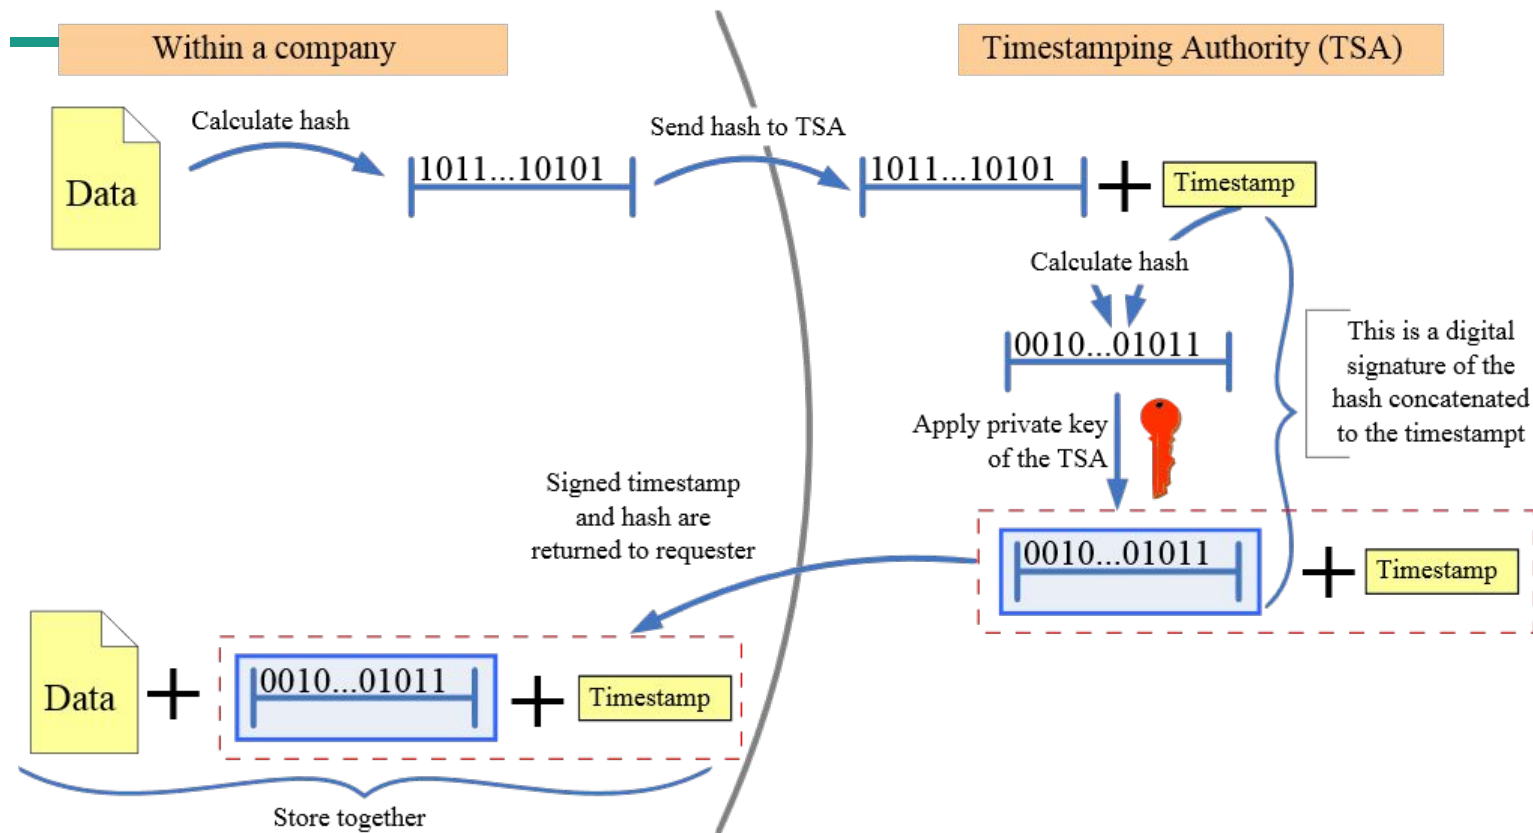 Within a company
Timestamping Authority (TSA)
Calculate hash
Send hash to TSA
Data
1011...10101
1011...10101
Timestamp
Calculate hash
0010...01011
This is a digital
signature of the
hash concatenated
to the timestampt
Apply private key
of the TSA
Signed timestamp
and hash are
returned to requester
0010...01011
Timestamp
Data
0010...01011
Timestamp
Store together